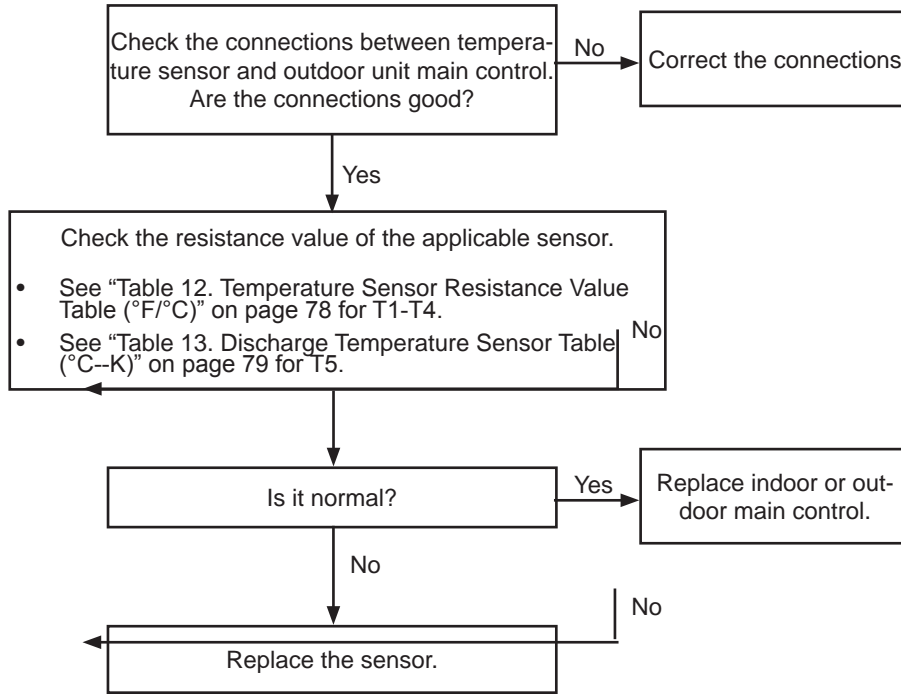 Check the connections between tempera-
ture sensor and outdoor unit main control.
Are the connections good?
No
Correct the connections
Yes
Check the resistance value of the applicable sensor.
• See “Table 12. Temperature Sensor Resistance Value
Table (°F/°C)” on page 78 for T1-T4.
• See “Table 13. Discharge Temperature Sensor Table
(°C--K)” on page 79 for T5.
No
Is it normal?
Yes
Replace indoor or out-
door main control.
No
No
Replace the sensor.